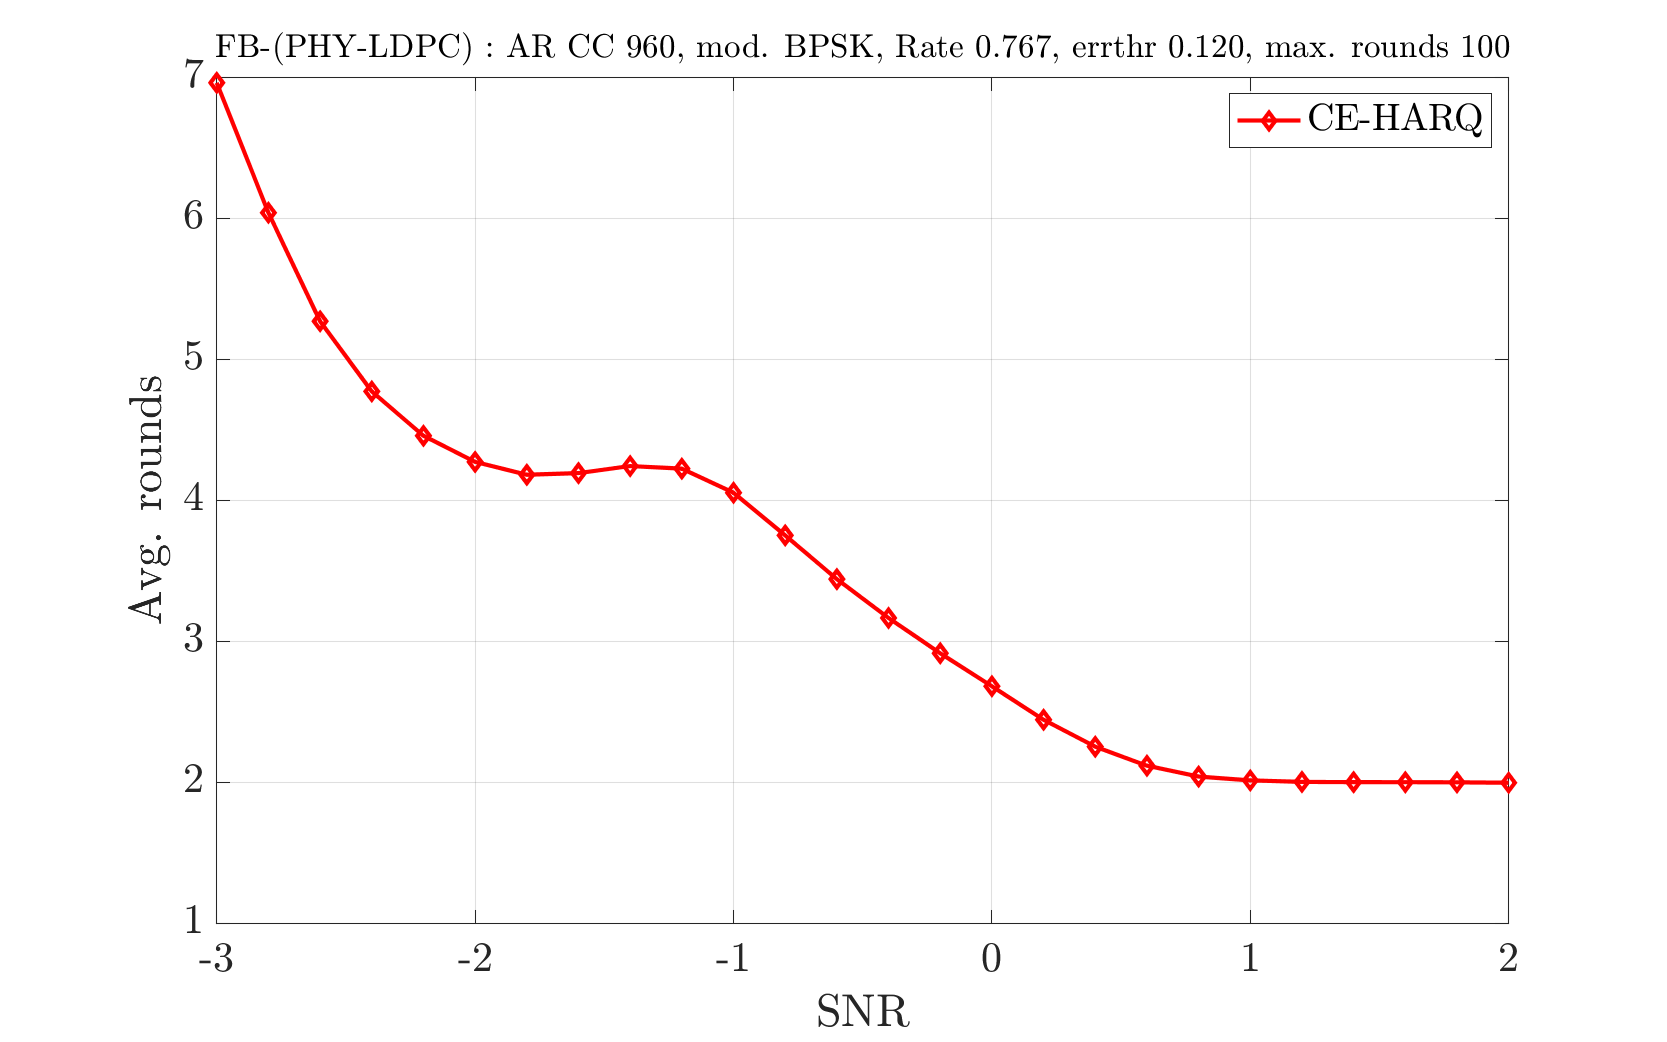 FB-(PHY-LDPC) : AR CC 960, mod. BPSK, Rate 0.767, errthr 0.120, max. rounds 100
CE-HARQ
Avg. rounds
7
6
5
4
3
2
1
-3 -2 -1 0 1 2
SNR